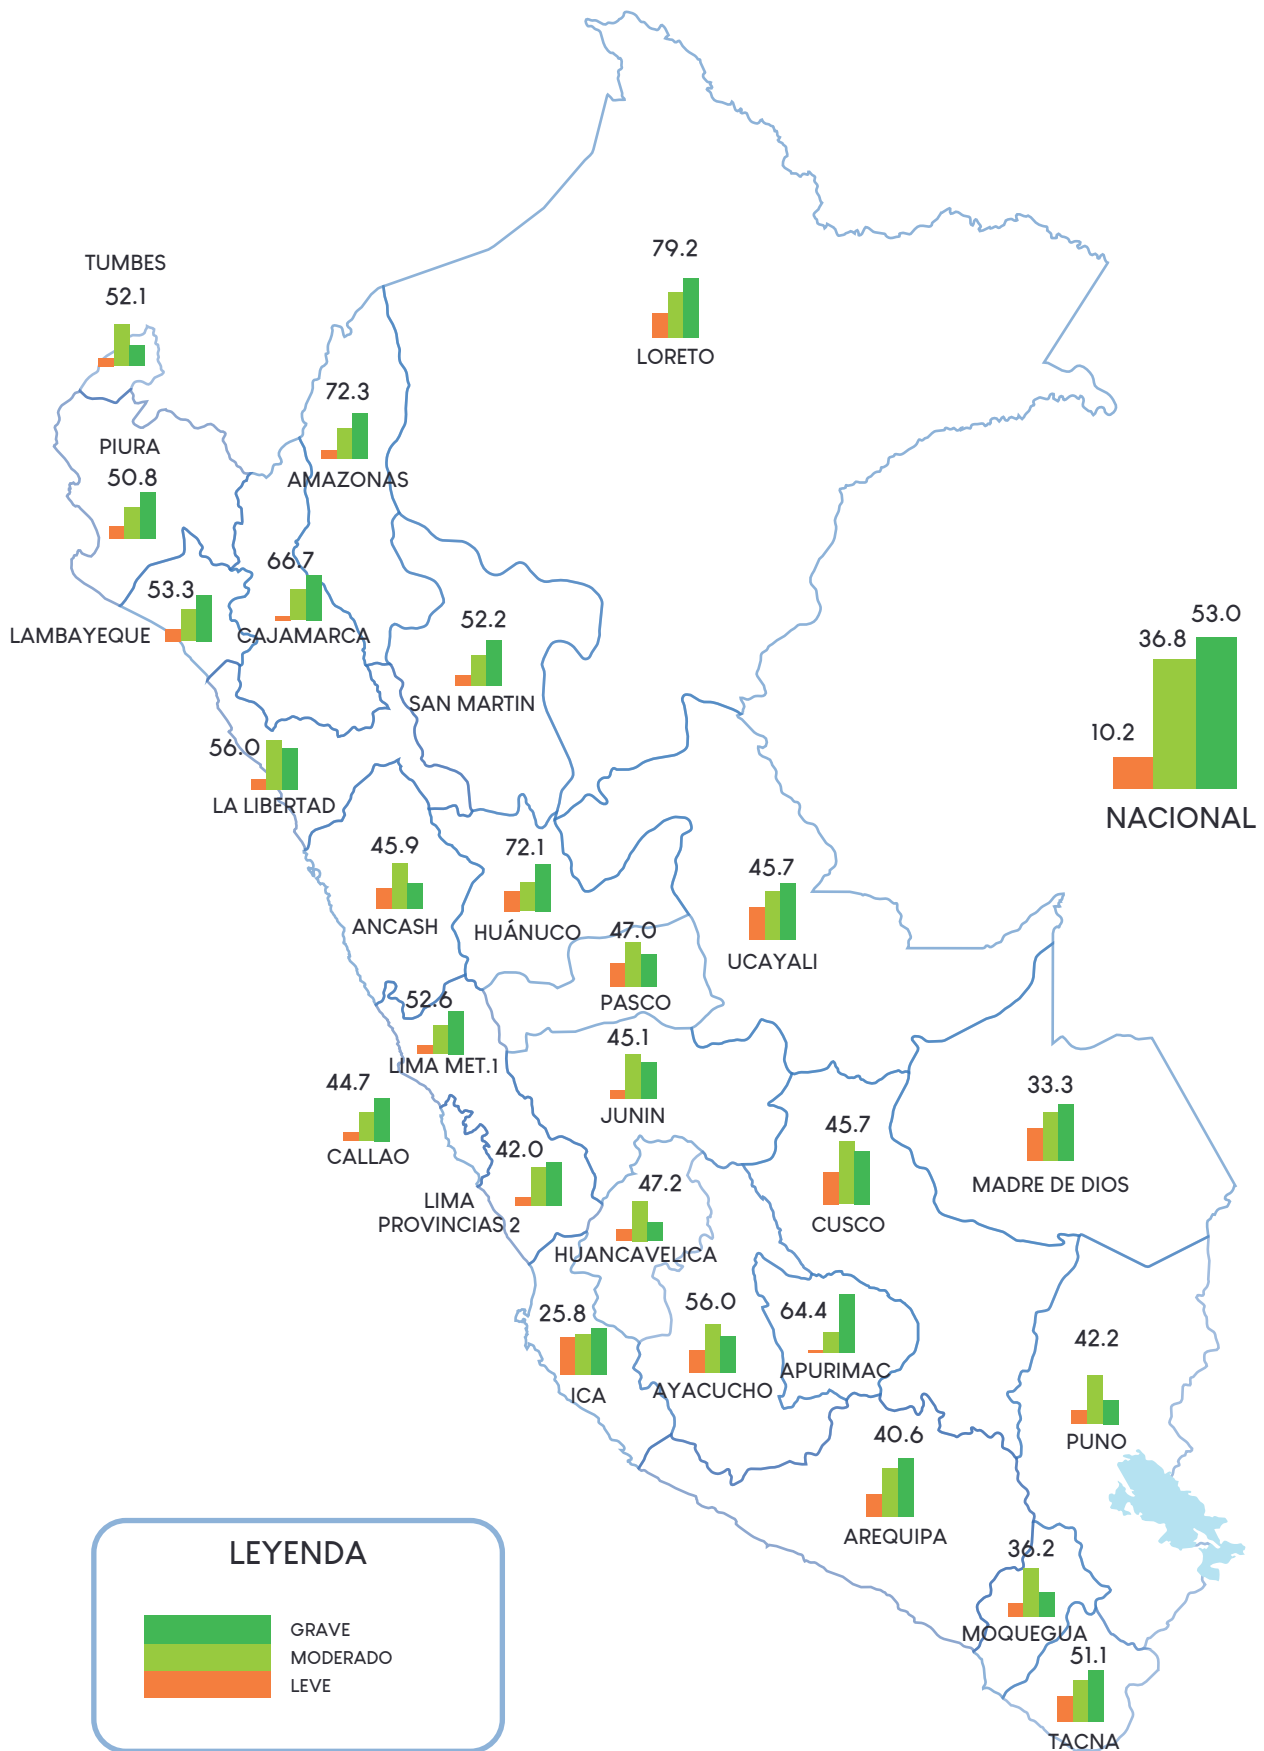 79.2
LORETO
TUMBES
52.1
72.3
AMAZONAS
PIURA
50.8
66.7
CAJAMARCA
53.3
LAMBAYEQUE
52.2
SAN MARTIN
53.0
36.8
10.2
NACIONAL
56.0
LA LIBERTAD
45.9
ANCASH
72.1
HUÁNUCO
45.7
UCAYALI
47.0
PASCO
52.6
LIMA MET.1
45.1
JUNIN
44.7
CALLAO
33.3
MADRE DE DIOS
42.0
LIMA
PROVINCIAS 2
45.7
CUSCO
47.2
HUANCAVELICA
25.8
ICA
56.0
AYACUCHO
64.4
APURIMAC
42.2
PUNO
40.6
AREQUIPA
36.2
MOQUEGUA
51.1
TACNA
LEYENDA
GRAVE
MODERADO
LEVE